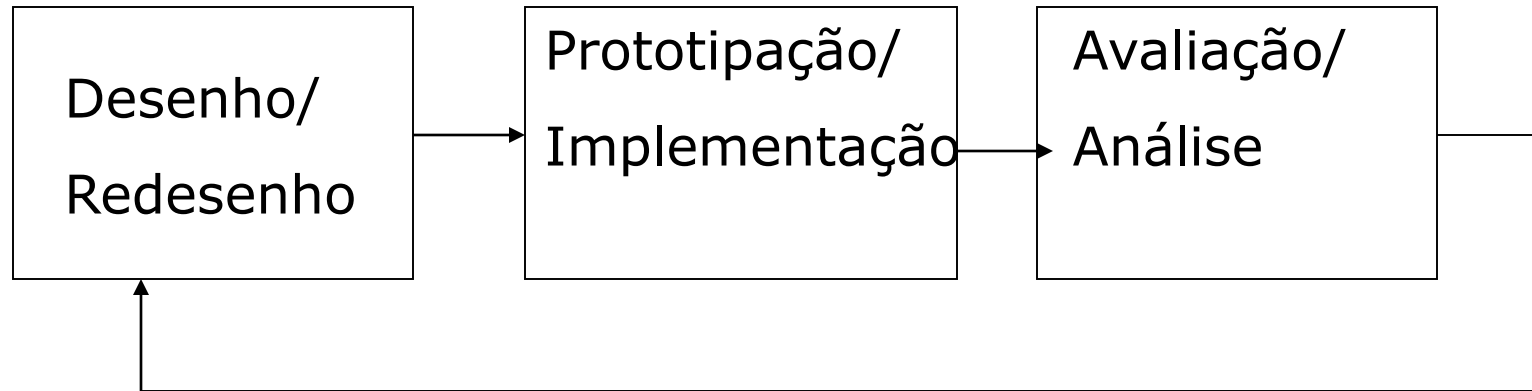 Desenho/
Redesenho
Prototipação/
Implementação
Avaliação/
Análise